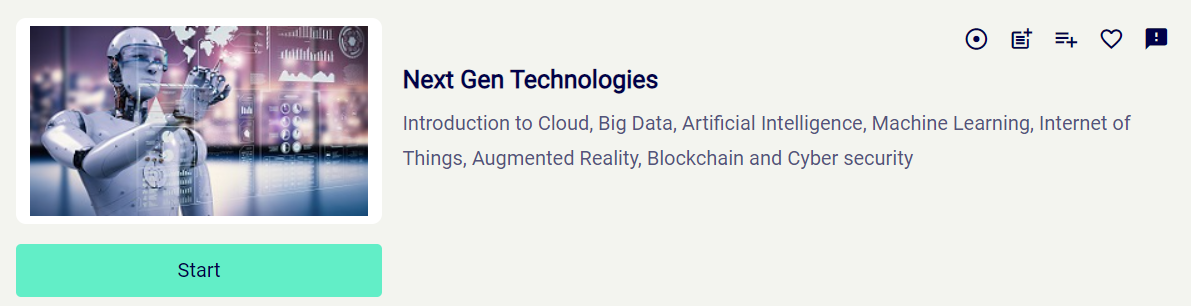 Next Gen Technologies
Introduction to Cloud, Big Data, Artificial Intelligence, Machine Learning, Internet of
Things, Augmented Reality, Blockchain and Cyber security
Start